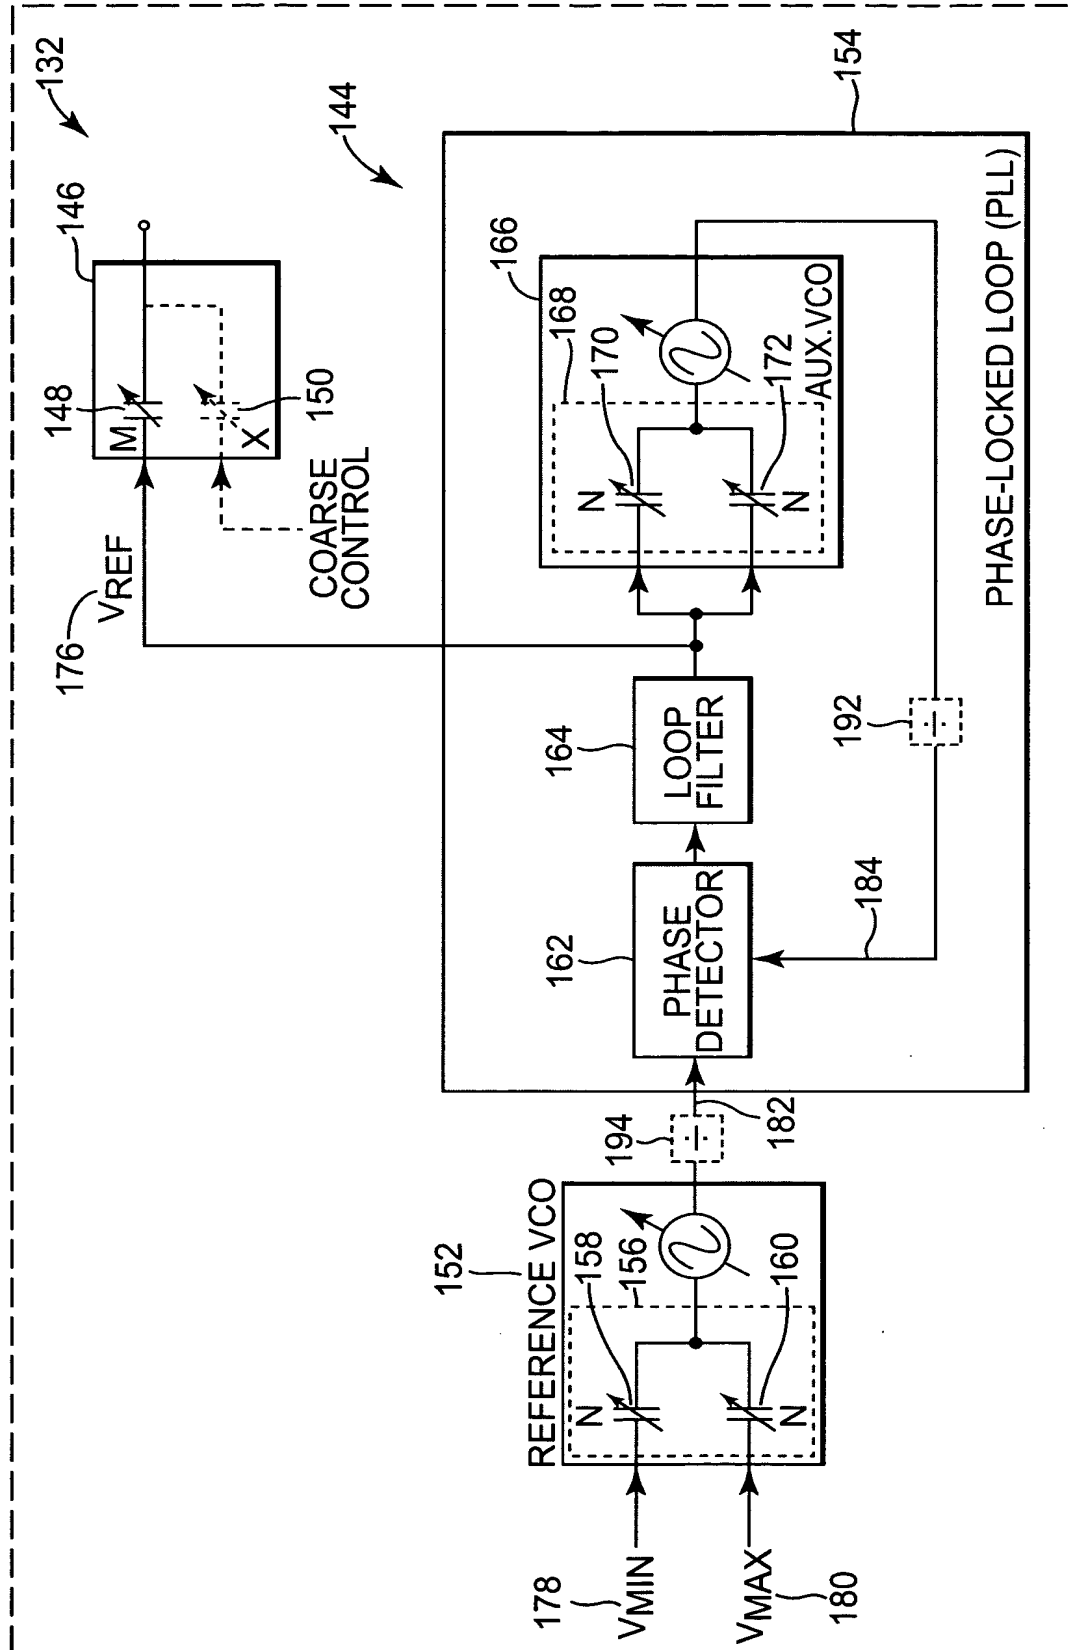 132
144
146
148
M
X
150
176
VREF
COARSE
CONTROL
154
PHASE-LOCKED LOOP (PLL)
166
168
170
172
N
N
AUX.VCO
164
LOOP
FILTER
162
PHASE
DETECTOR
192
÷
184
194
÷
182
152
REFERENCE VCO
158
156
160
N
N
178
VMIN
VMAX
180